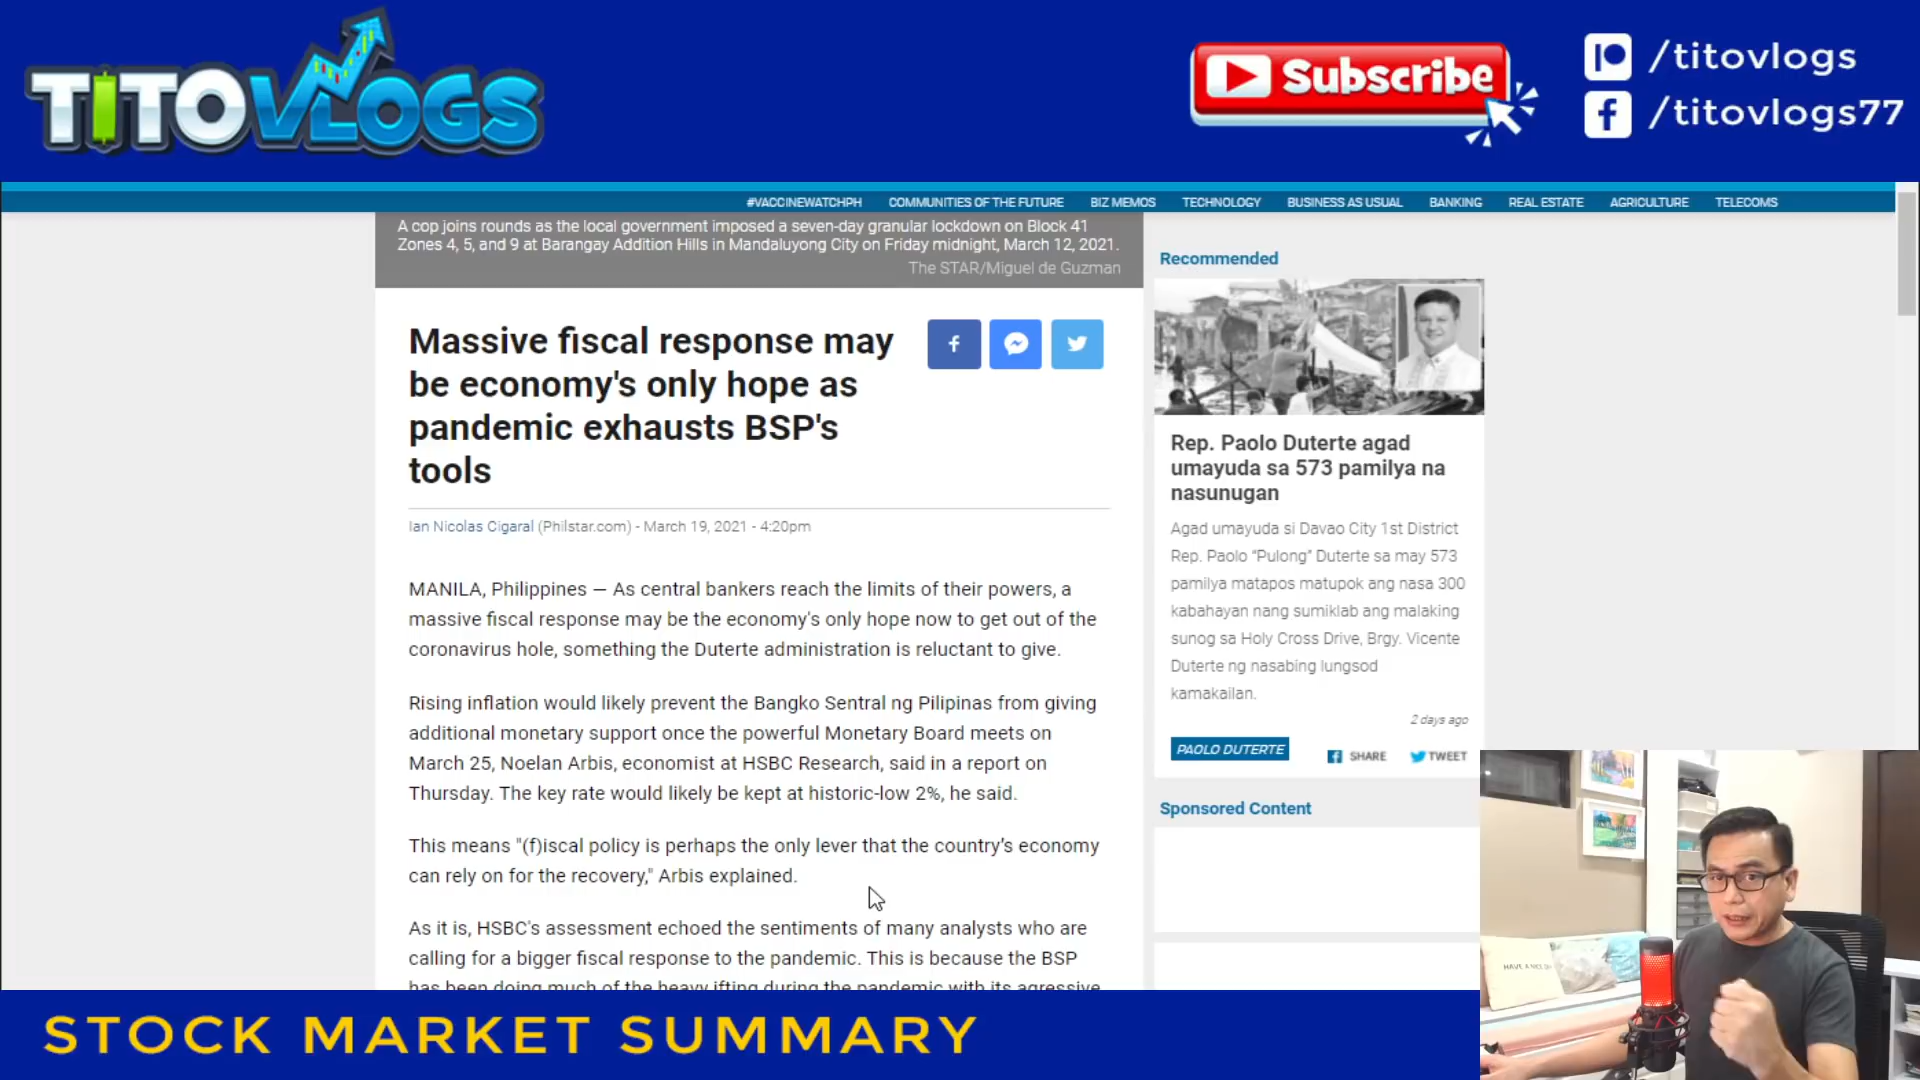 TITOVLOGS
Subscribe
/titovlogs
/titovlogs77
#VACCINEWATCHPH COMMUNITIES OF THE FUTURE BIZ MEMOS TECHNOLOGY BUSINESS AS USUAL BANKING REAL ESTATE AGRICULTURE TELECOMS
A cop joins rounds as the local government imposed a seven-day granular lockdown on Block 41
Zones 4, 5, and 9 at Barangay Addition Hills in Mandaluyong City on Friday midnight, March 12, 2021.
The STAR/Miguel de Guzman
Massive fiscal response may
be economy's only hope as
pandemic exhausts BSP's
tools
Ian Nicolas Cigaral (Philstar.com) - March 19, 2021 - 4:20pm
MANILA, Philippines — As central bankers reach the limits of their powers, a
massive fiscal response may be the economy's only hope now to get out of the
coronavirus hole, something the Duterte administration is reluctant to give.
Rising inflation would likely prevent the Bangko Sentral ng Pilipinas from giving
additional monetary support once the powerful Monetary Board meets on
March 25, Noelan Arbis, economist at HSBC Research, said in a report on
Thursday. The key rate would likely be kept at historic-low 2%, he said.
This means "(f)iscal policy is perhaps the only lever that the country's economy
can rely on for the recovery," Arbis explained.
As it is, HSBC's assessment echoed the sentiments of many analysts who are
calling for a bigger fiscal response to the pandemic. This is because the BSP
has been doing much of the heavy ifting during the pandemic with its agressive
Recommended
Rep. Paolo Duterte agad
umayuda sa 573 pamilya na
nasunugan
Agad umayuda si Davao City 1st District
Rep. Paolo “Pulong” Duterte sa may 573
pamilya matapos matupok ang nasa 300
kabahayan nang sumiklab ang malaking
sunog sa Holy Cross Drive, Brgy. Vicente
Duterte ng nasabing lungsod
kamakailan.
2 days ago
PAOLO DUTERTE SHARE TWEET
Sponsored Content
STOCK MARKET SUMMARY